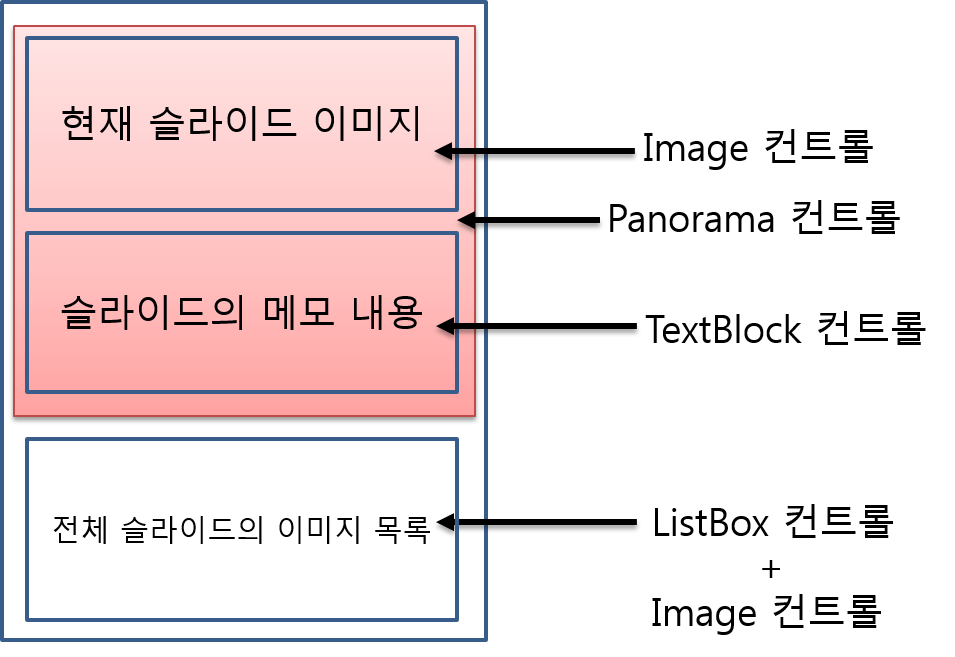 현재 슬라이드 이미지
Image 컨트롤
Panorama 컨트롤
슬라이드의 메모 내용
TextBlock 컨트롤
전체 슬라이드의 이미지 목록
ListBox 컨트롤
+
Image 컨트롤